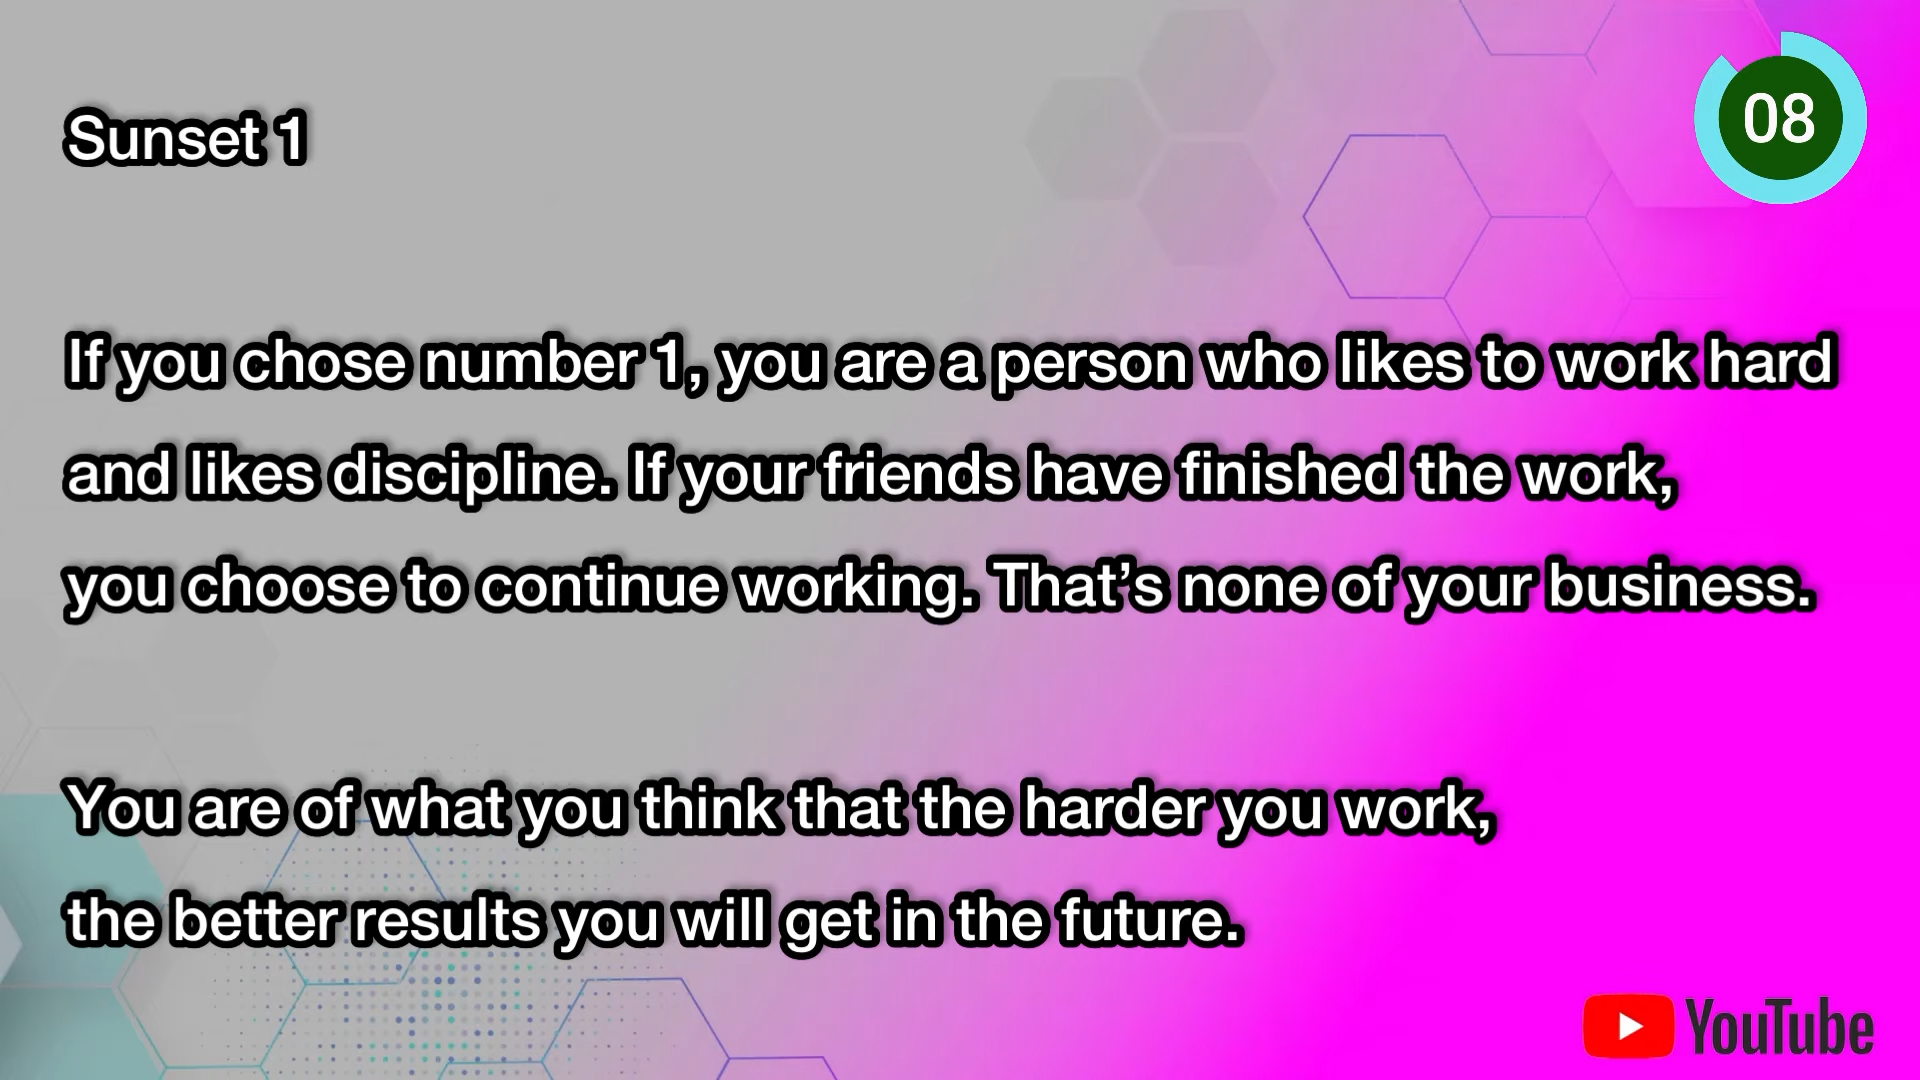 Sunset 1
08
If you chose number 1, you are a person who likes to work hard
and likes discipline. If your friends have finished the work,
you choose to continue working. That’s none of your business.
You are of what you think that the harder you work,
the better results you will get in the future.
YouTube